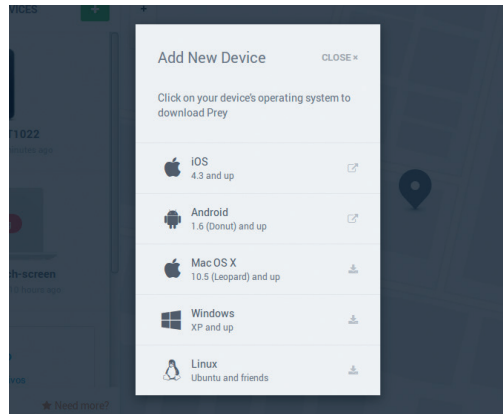 VICES +
+
Add New Device CLOSE ×
Click on your device's operating system to
download Prey
iOS
4.3 and up
T1022
Android
1.6 (Donut) and up
Mac OS X
10.5 (Leopard) and up
h-screen
Windows
XP and up
Linux
Ubuntu and friends
Need more?